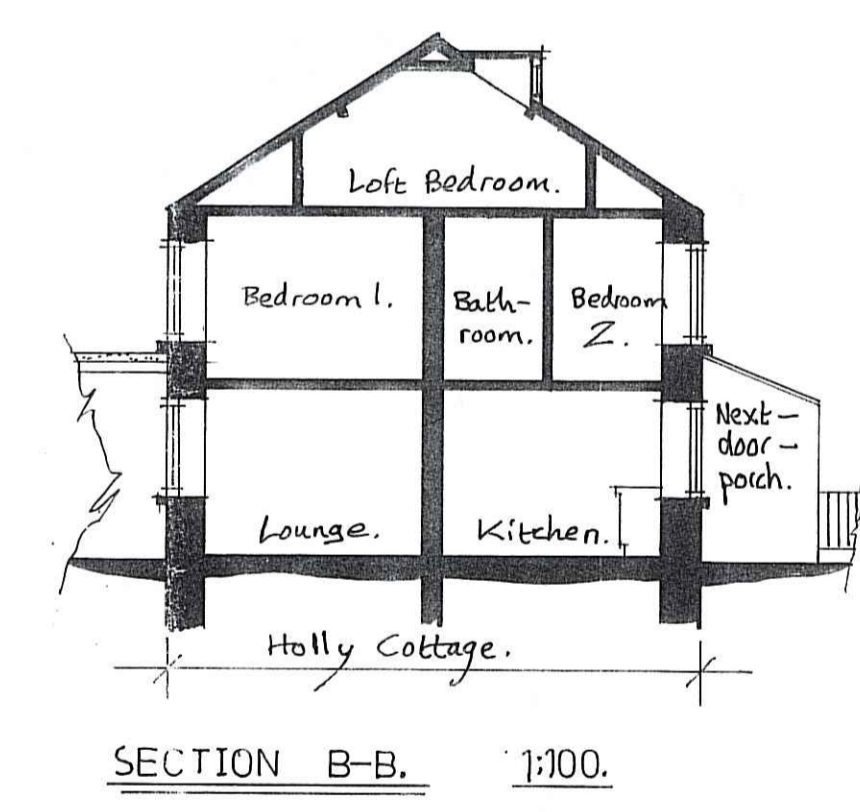 Loft Bedroom.
Bedroom 1.
Bath-
room.
Bedroom
2.
Next-
door-
porch.
Lounge.
Kitchen.
Holly Cottage.
SECTION B-B. 1:100.